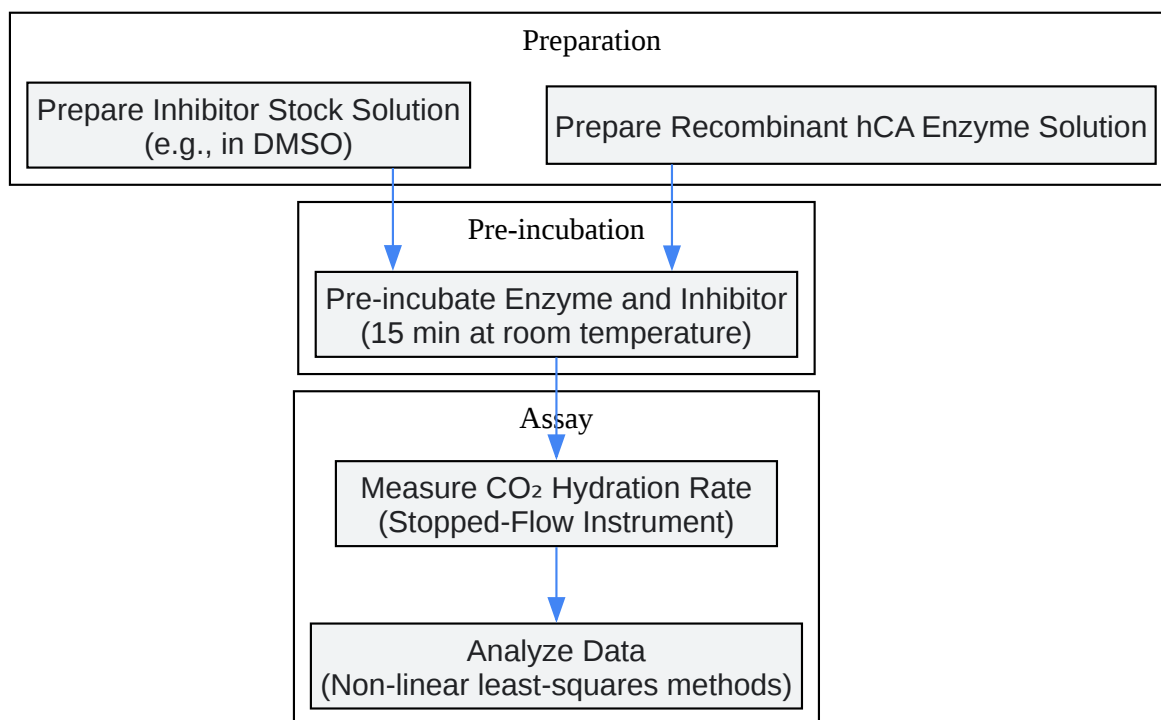 Preparation
Prepare Inhibitor Stock Solution
(e.g., in DMSO)
Prepare Recombinant hCA Enzyme Solution
Pre-incubation
Pre-incubate Enzyme and Inhibitor
(15 min at room temperature)
Assay
Measure CO₂ Hydration Rate
(Stopped-Flow Instrument)
Analyze Data
(Non-linear least-squares methods)